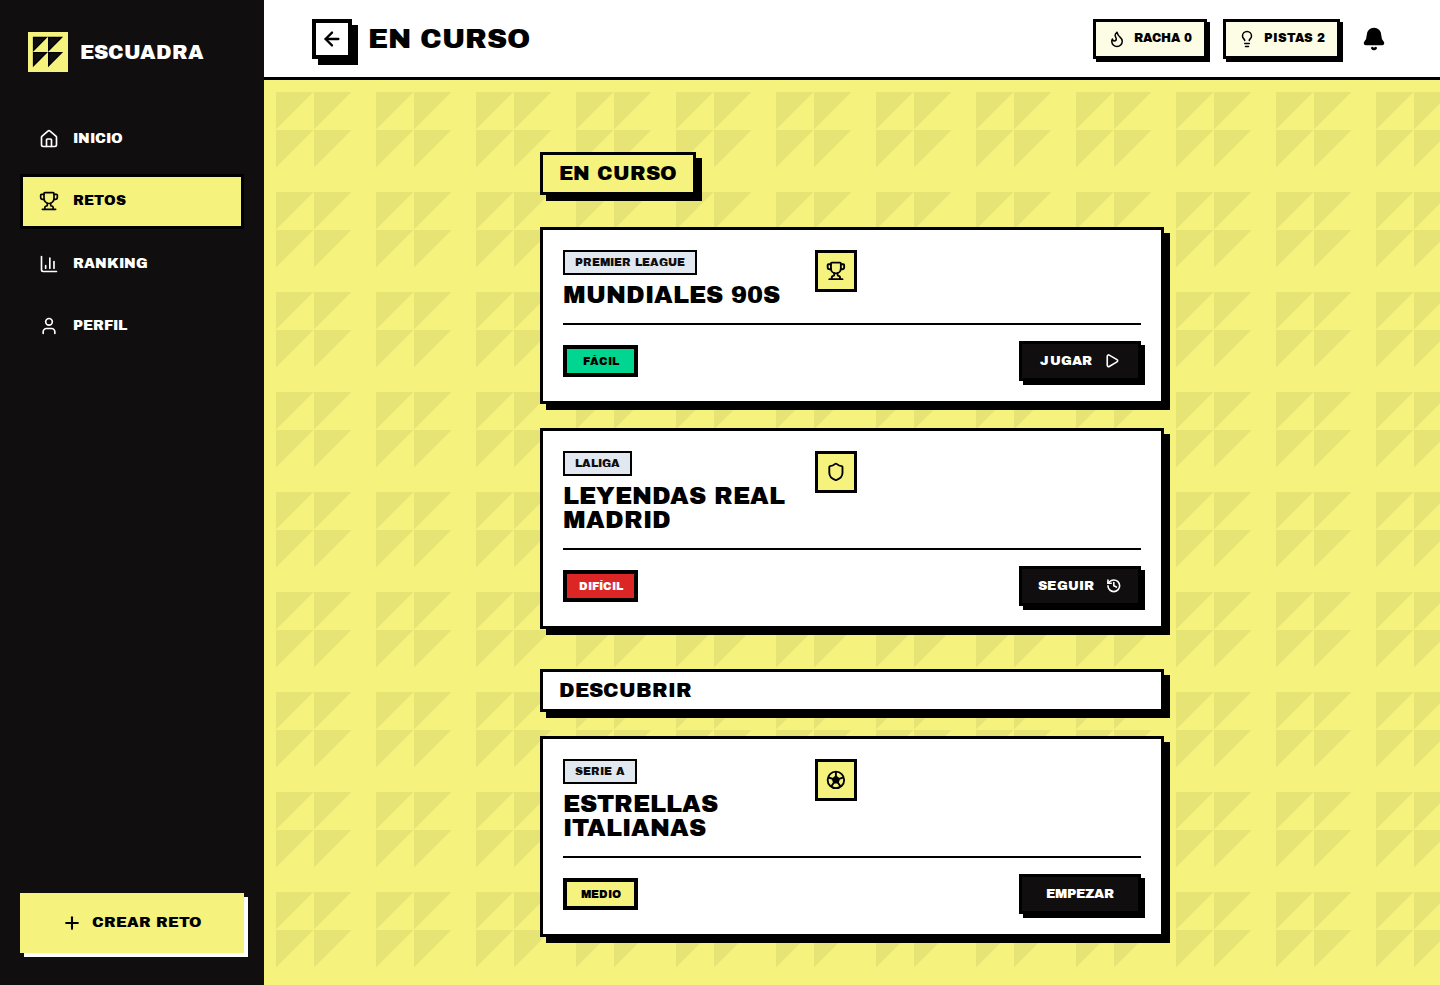 ESCUADRA
INICIO
RETOS
RANKING
PERFIL
CREAR RETO
EN CURSO
RACHA 0
PISTAS 2
EN CURSO
PREMIER LEAGUE
MUNDIALES 90S
FÁCIL
JUGAR
LALIGA
LEYENDAS REAL
MADRID
DIFÍCIL
SEGUIR
DESCUBRIR
SERIE A
ESTRELLAS
ITALIANAS
MEDIO
EMPEZAR